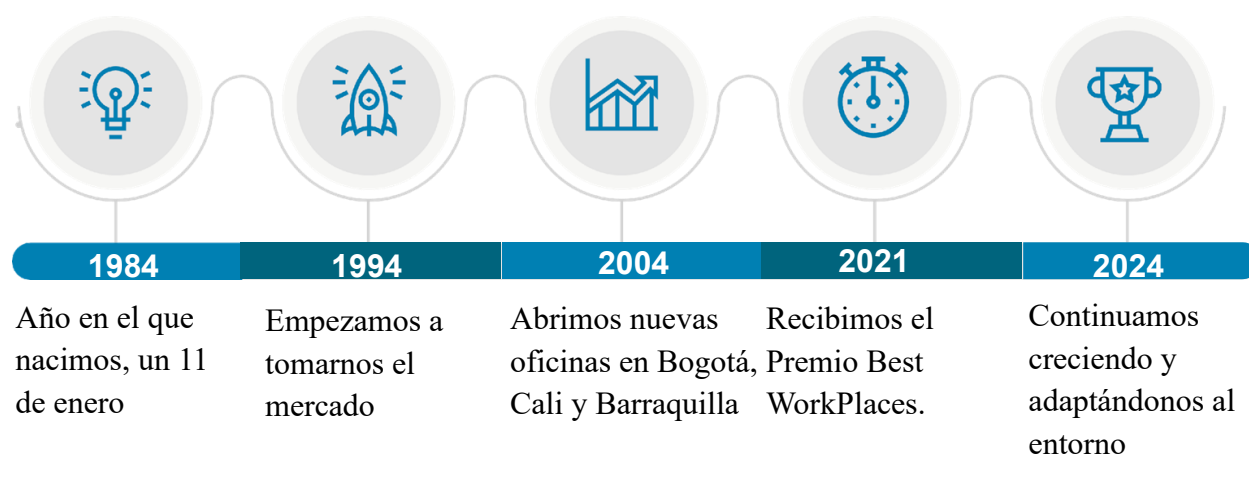 1984
Año en el que
nacimos, un 11
de enero
1994
Empezamos a
tomarnos el
mercado
2004
Abrimos nuevas
oficinas en Bogotá,
Cali y Barraquilla
2021
Recibimos el
Premio Best
WorkPlaces.
2024
Continuamos
creciendo y
adaptándonos al
entorno